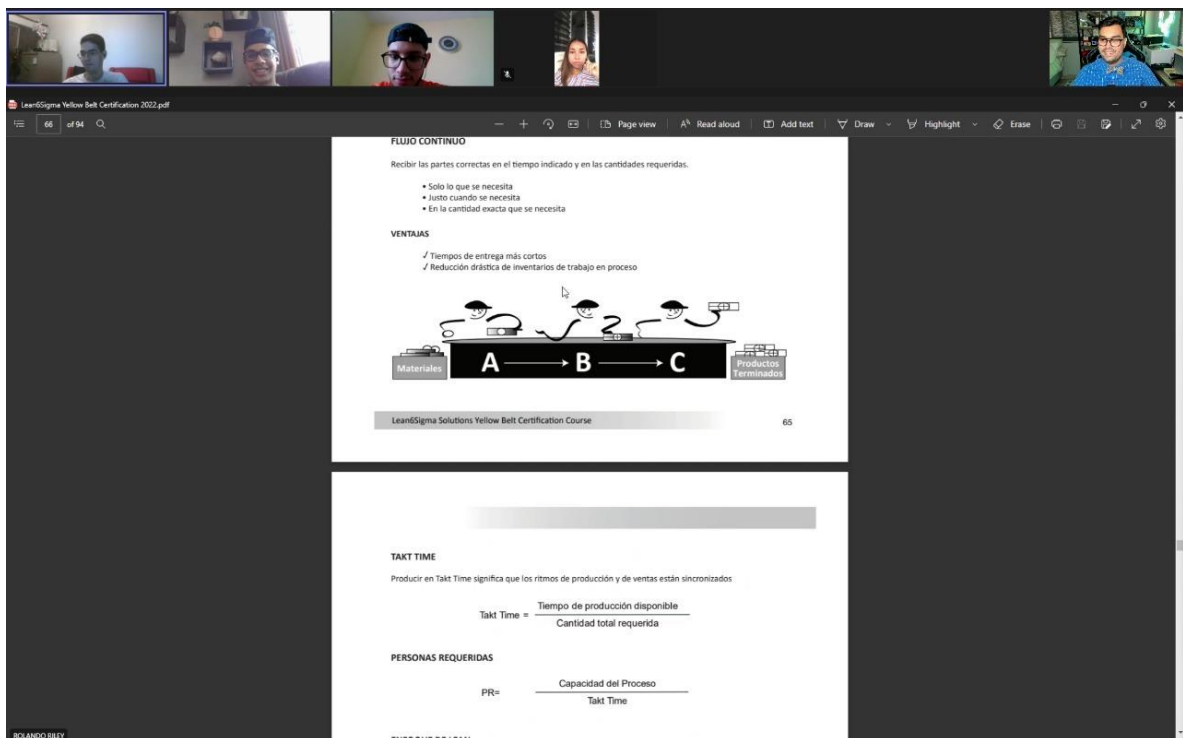 Lean6Sigma Yellow Belt Certification 2022.pdf
66 of 94 Page view Read aloud Add text Draw Highlight Erase
FLUJO CONTINUO
Recibir las partes correctas en el tiempo indicado y en las cantidades requeridas.
• Solo lo que se necesita
• Justo cuando se necesita
• En la cantidad exacta que se necesita
VENTAJAS
✓ Tiempos de entrega más cortos
✓ Reducción drástica de inventarios de trabajo en proceso
Materiales
A → B → C
Productos
Terminados
Lean6Sigma Solutions Yellow Belt Certification Course 65
TAKT TIME
Producir en Takt Time significa que los ritmos de producción y de ventas están sincronizados
Takt Time =
Tiempo de producción disponible
Cantidad total requerida
PERSONAS REQUERIDAS
PR=
Capacidad del Proceso
Takt Time
ROLANDO RILEY